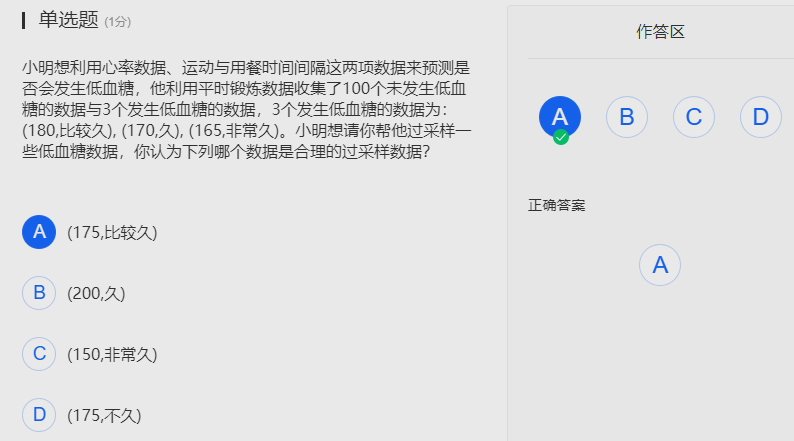 单选题 (1分)
小明想利用心率数据、运动与用餐时间间隔这两项数据来预测是
否会发生低血糖，他利用平时锻炼数据收集了100个未发生低血
糖的数据与3个发生低血糖的数据，3个发生低血糖的数据为：
(180,比较久), (170,久), (165,非常久)。小明想请你帮他过采样一
些低血糖数据，你认为下列哪个数据是合理的过采样数据？
A (175,比较久)
B (200,久)
C (150,非常久)
D (175,不久)
作答区
A B C D
正确答案
A